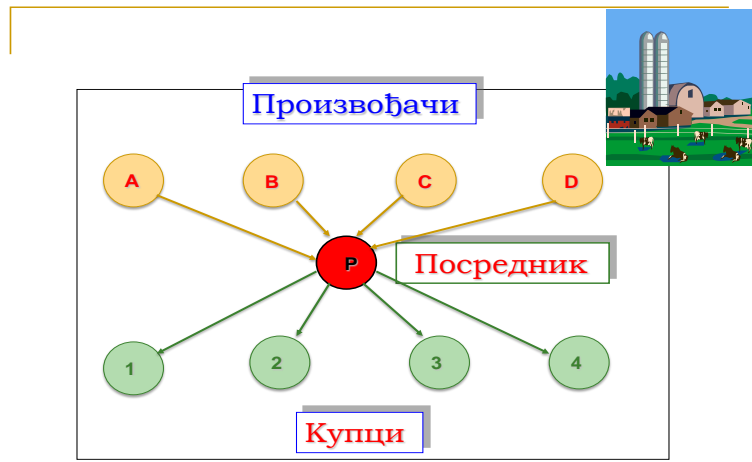 Произвођачи
A B C D
P
Посредник
1 2 3 4
Купци